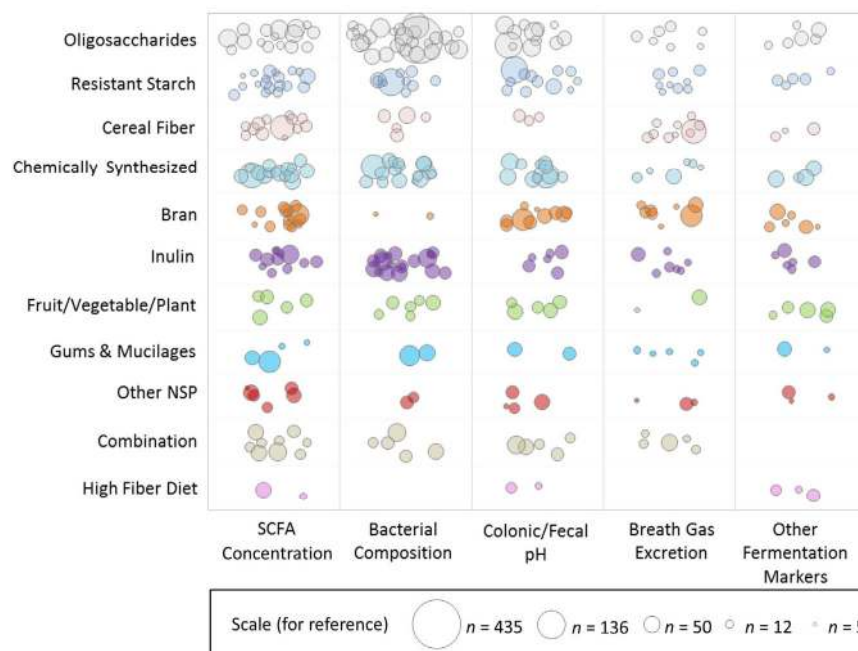 Oligosaccharides
Resistant Starch
Cereal Fiber
Chemically Synthesized
Bran
Inulin
Fruit/Vegetable/Plant
Gums & Mucilages
Other NSP
Combination
High Fiber Diet
SCFA
Concentration
Bacterial
Composition
Colonic/Fecal
pH
Breath Gas
Excretion
Other
Fermentation
Markers
Scale (for reference) n = 435 n = 136 n = 50 n = 12 n =